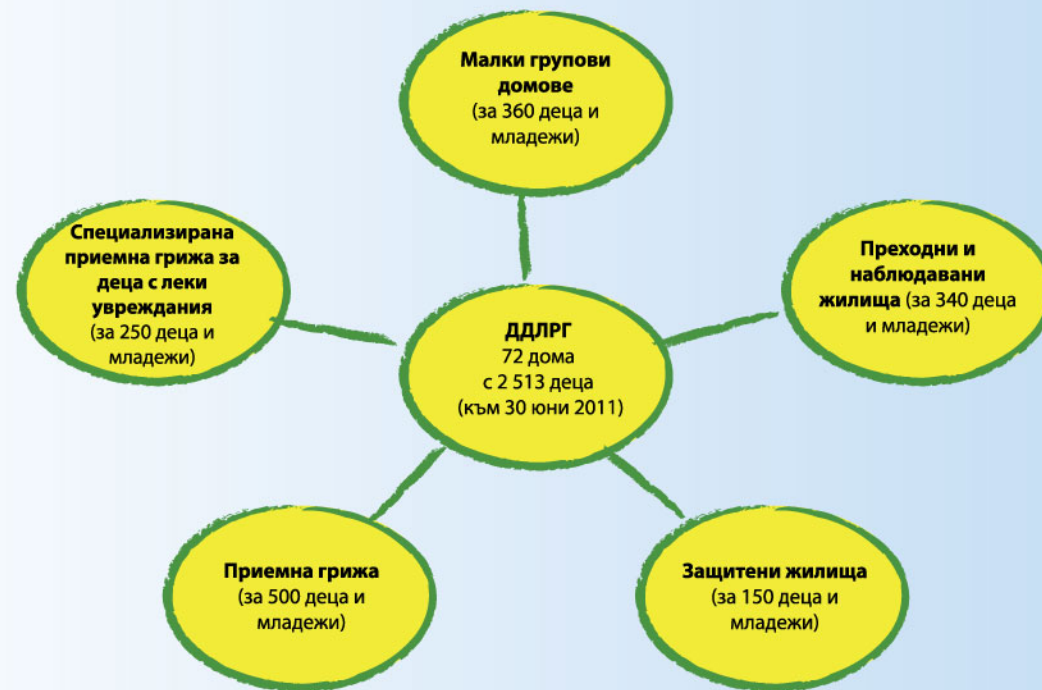 Малки групови
домове
(за 360 деца и
младежи)
Специализирана
приемна грижа за
деца с леки
увреждания
(за 250 деца и
младежи)
Преходни и
наблюдавани
жилища (за 340 деца
и младежи)
ДДЛРГ
72 дома
с 2 513 деца
(към 30 юни 2011)
Приемна грижа
(за 500 деца и
младежи)
Защитени жилища
(за 150 деца и
младежи)